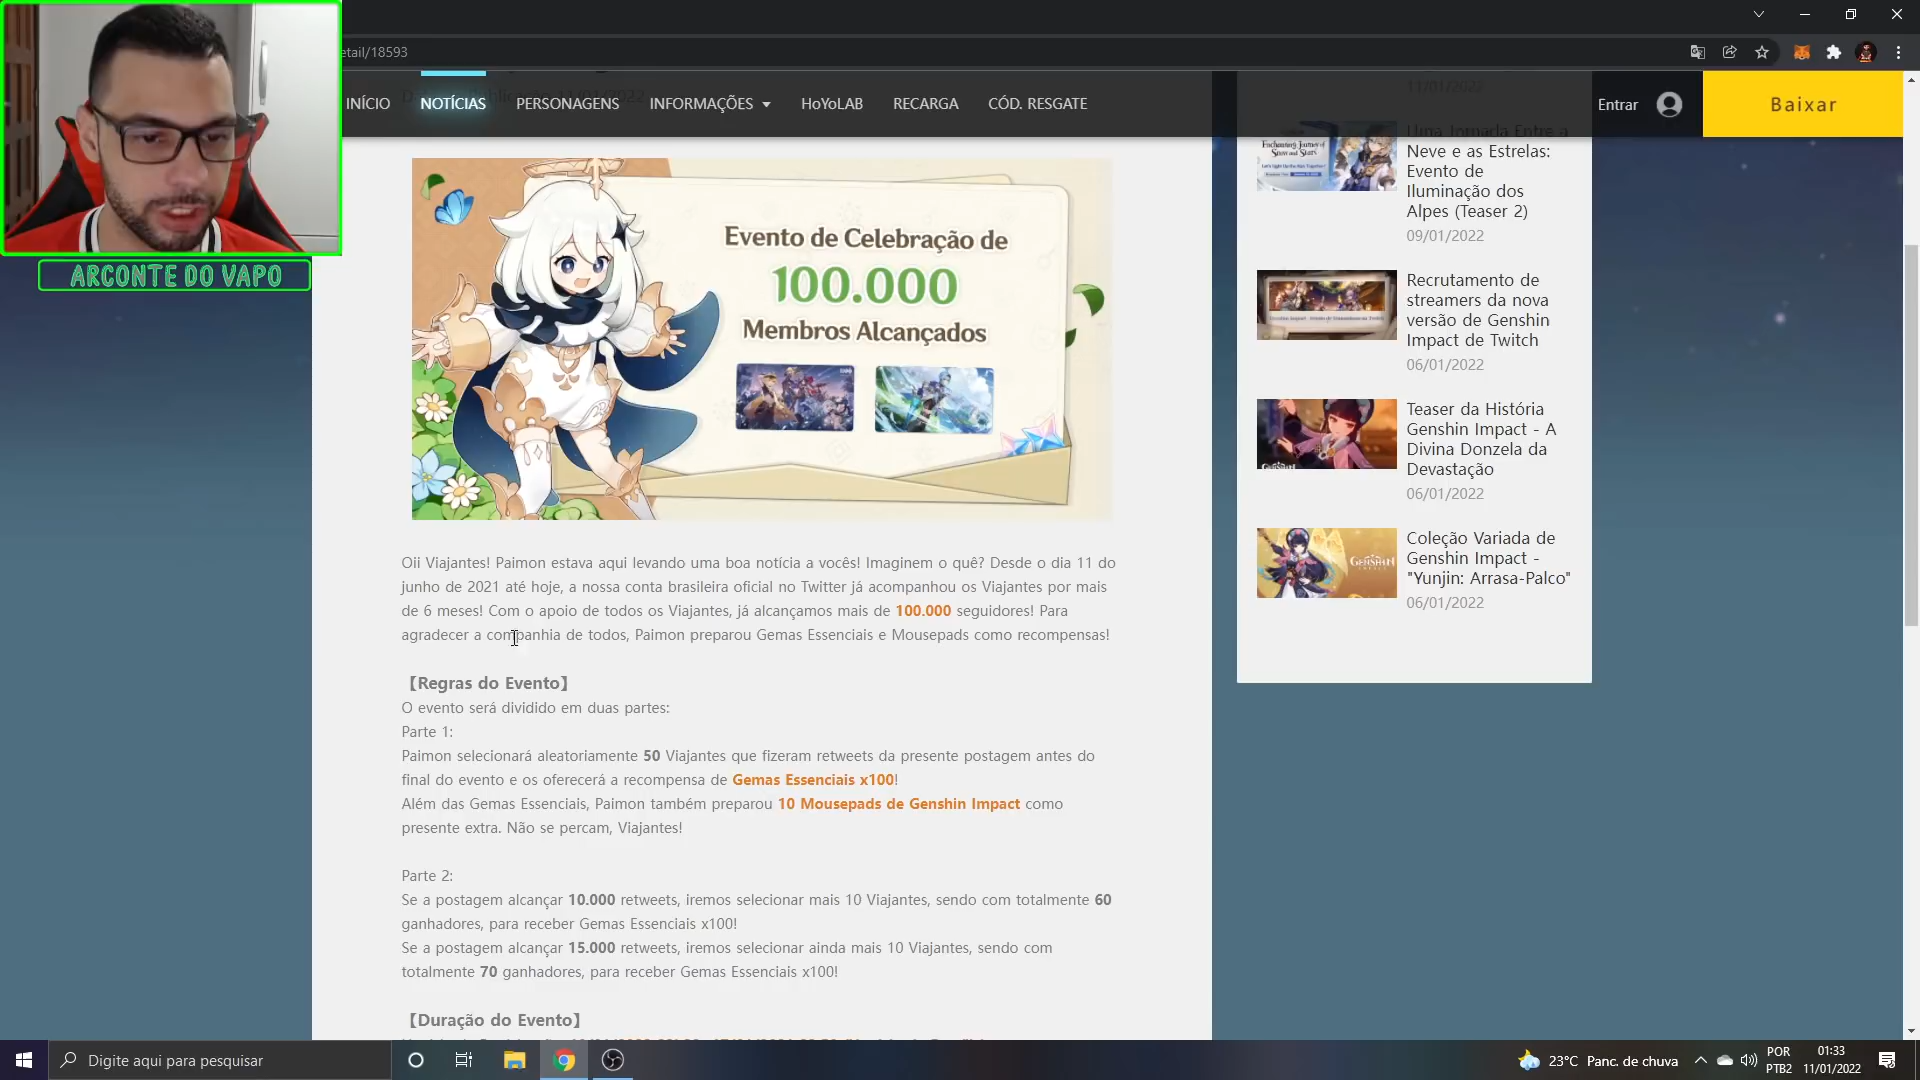 etail/18593
INÍCIO
NOTÍCIAS
PERSONAGENS
INFORMAÇÕES
HoYoLAB
RECARGA
CÓD. RESGATE
Entrar
Baixar
ARCONTE DO VAPO
Evento de Celebração de
100.000
Membros Alcançados
Oii Viajantes! Paimon estava aqui levando uma boa notícia a vocês! Imaginem o quê? Desde o dia 11 do
junho de 2021 até hoje, a nossa conta brasileira oficial no Twitter já acompanhou os Viajantes por mais
de 6 meses! Com o apoio de todos os Viajantes, já alcançamos mais de 100.000 seguidores! Para
agradecer a companhia de todos, Paimon preparou Gemas Essenciais e Mousepads como recompensas!
【Regras do Evento】
O evento será dividido em duas partes:
Parte 1:
Paimon selecionará aleatoriamente 50 Viajantes que fizeram retweets da presente postagem antes do
final do evento e os oferecerá a recompensa de Gemas Essenciais x100!
Além das Gemas Essenciais, Paimon também preparou 10 Mousepads de Genshin Impact como
presente extra. Não se percam, Viajantes!
Parte 2:
Se a postagem alcançar 10.000 retweets, iremos selecionar mais 10 Viajantes, sendo com totalmente 60
ganhadores, para receber Gemas Essenciais x100!
Se a postagem alcançar 15.000 retweets, iremos selecionar ainda mais 10 Viajantes, sendo com
totalmente 70 ganhadores, para receber Gemas Essenciais x100!
【Duração do Evento】
11/01/2022
Uma Jornada Entre a
Neve e as Estrelas:
Evento de
Iluminação dos
Alpes (Teaser 2)
09/01/2022
Enchanting Journey of
Snow and Stars
Recrutamento de
streamers da nova
versão de Genshin
Impact de Twitch
06/01/2022
Teaser da História
Genshin Impact - A
Divina Donzela da
Devastação
06/01/2022
Coleção Variada de
Genshin Impact -
"Yunjin: Arrasa-Palco"
06/01/2022
GENSHIN
Digite aqui para pesquisar
23°C Panc. de chuva
POR
PTB2
01:33
11/01/2022